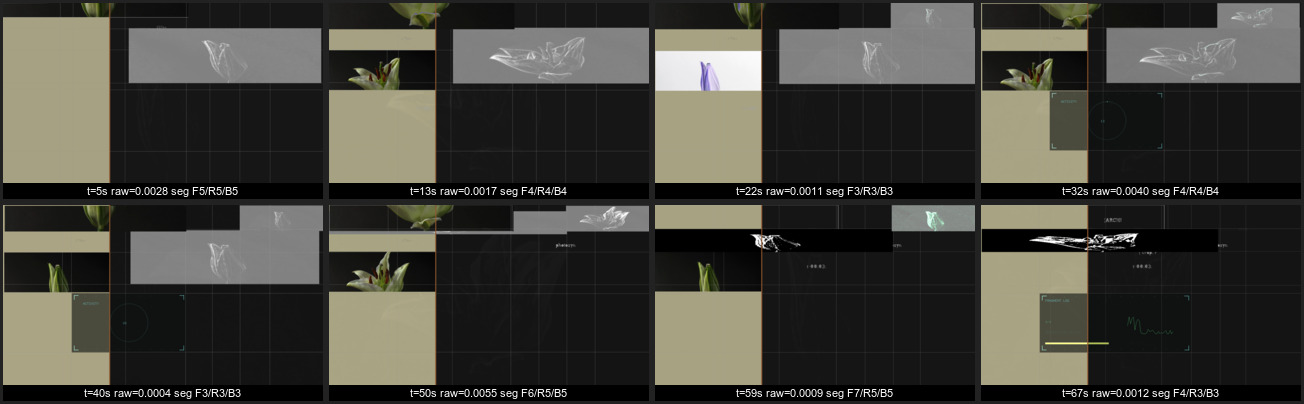 t=5s raw=0.0028 seg F5/R5/B5
t=13s raw=0.0017 seg F4/R4/B4
t=22s raw=0.0011 seg F3/R3/B3
t=32s raw=0.0040 seg F4/R4/B4
t=40s raw=0.0004 seg F3/R3/B3
t=50s raw=0.0055 seg F6/R5/B5
t=59s raw=0.0009 seg F7/R5/B5
t=67s raw=0.0012 seg F4/R3/B3